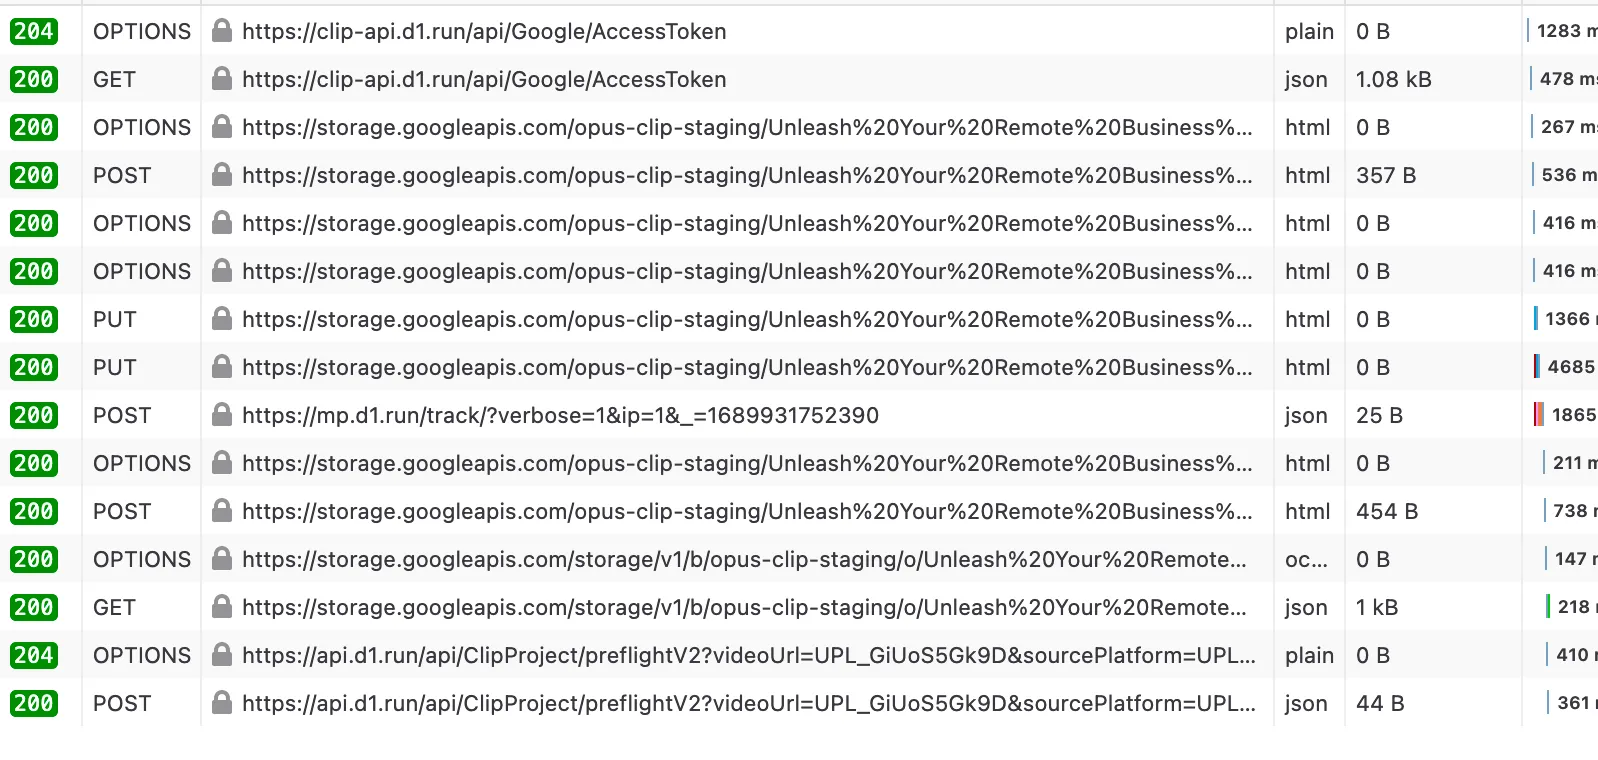 204 OPTIONS https://clip-api.d1.run/api/Google/AccessToken plain 0 B 1283 m
200 GET https://clip-api.d1.run/api/Google/AccessToken json 1.08 kB 478 ms
200 OPTIONS https://storage.googleapis.com/opus-clip-staging/Unleash%20Your%20Remote%20Business%... html 0 B 267 ms
200 POST https://storage.googleapis.com/opus-clip-staging/Unleash%20Your%20Remote%20Business%... html 357 B 536 m
200 OPTIONS https://storage.googleapis.com/opus-clip-staging/Unleash%20Your%20Remote%20Business%... html 0 B 416 m
200 OPTIONS https://storage.googleapis.com/opus-clip-staging/Unleash%20Your%20Remote%20Business%... html 0 B 416 m
200 PUT https://storage.googleapis.com/opus-clip-staging/Unleash%20Your%20Remote%20Business%... html 0 B 1366
200 PUT https://storage.googleapis.com/opus-clip-staging/Unleash%20Your%20Remote%20Business%... html 0 B 4685
200 POST https://mp.d1.run/track/?verbose=1&ip=1&_=1689931752390 json 25 B 1865
200 OPTIONS https://storage.googleapis.com/opus-clip-staging/Unleash%20Your%20Remote%20Business%... html 0 B 211 m
200 POST https://storage.googleapis.com/opus-clip-staging/Unleash%20Your%20Remote%20Business%... html 454 B 738
200 OPTIONS https://storage.googleapis.com/storage/v1/b/opus-clip-staging/o/Unleash%20Your%20Remote... oc... 0 B 147
200 GET https://storage.googleapis.com/storage/v1/b/opus-clip-staging/o/Unleash%20Your%20Remote... json 1 kB 218
204 OPTIONS https://api.d1.run/api/ClipProject/preflightV2?videoUrl=UPL_GiUoS5Gk9D&sourcePlatform=UPL... plain 0 B 410
200 POST https://api.d1.run/api/ClipProject/preflightV2?videoUrl=UPL_GiUoS5Gk9D&sourcePlatform=UPL... json 44 B 361